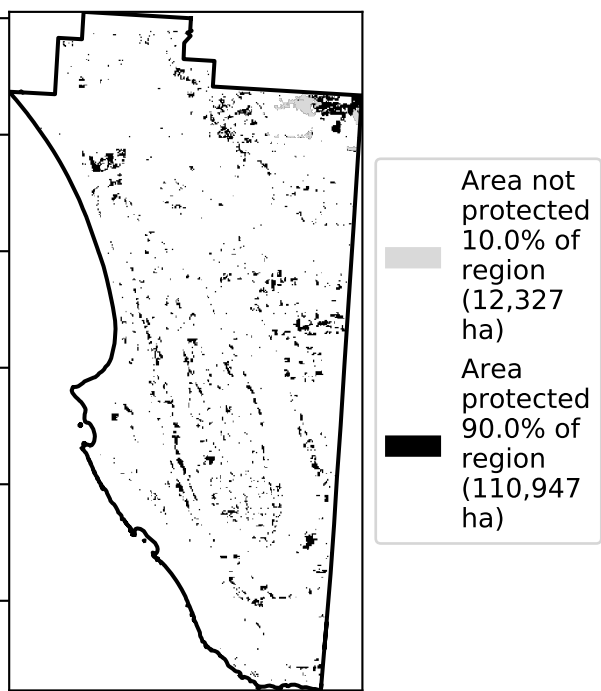 Area not
protected
10.0% of
region
(12,327
ha)
Area
protected
90.0% of
region
(110,947
ha)